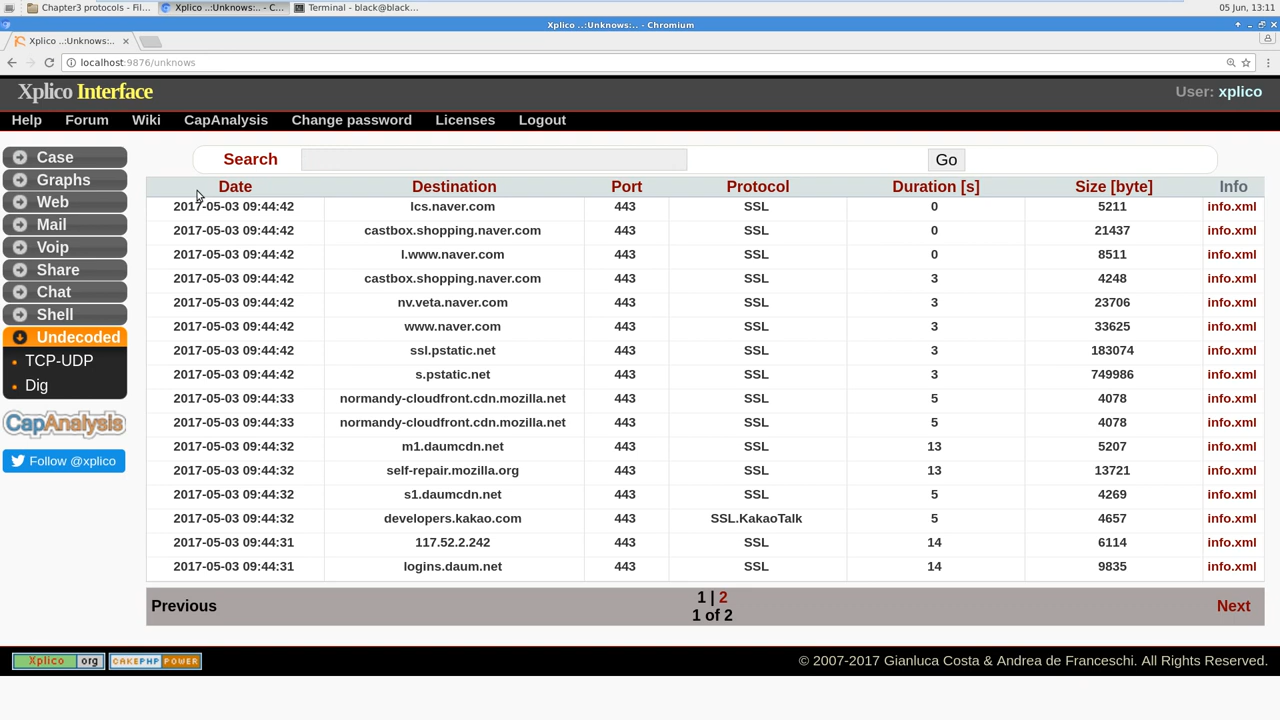 Chapter3 protocols - Fil...
Xplico ..:Unknows:.. - C...
Terminal - black@black...
05 Jun, 13:11
Xplico ..:Unknows:.. - Chromium
Xplico ..:Unknows:..
localhost:9876/unknows
Xplico Interface
User: xplico
Help Forum Wiki CapAnalysis Change password Licenses Logout
Case
Graphs
Web
Mail
Voip
Share
Chat
Shell
Undecoded
TCP-UDP
Dig
CapAnalysis
Follow @xplico
Search Go
Date Destination Port Protocol Duration [s] Size [byte] Info
2017-05-03 09:44:42 lcs.naver.com 443 SSL 0 5211 info.xml
2017-05-03 09:44:42 castbox.shopping.naver.com 443 SSL 0 21437 info.xml
2017-05-03 09:44:42 l.www.naver.com 443 SSL 0 8511 info.xml
2017-05-03 09:44:42 castbox.shopping.naver.com 443 SSL 3 4248 info.xml
2017-05-03 09:44:42 nv.veta.naver.com 443 SSL 3 23706 info.xml
2017-05-03 09:44:42 www.naver.com 443 SSL 3 33625 info.xml
2017-05-03 09:44:42 ssl.pstatic.net 443 SSL 3 183074 info.xml
2017-05-03 09:44:42 s.pstatic.net 443 SSL 3 749986 info.xml
2017-05-03 09:44:33 normandy-cloudfront.cdn.mozilla.net 443 SSL 5 4078 info.xml
2017-05-03 09:44:33 normandy-cloudfront.cdn.mozilla.net 443 SSL 5 4078 info.xml
2017-05-03 09:44:32 m1.daumcdn.net 443 SSL 13 5207 info.xml
2017-05-03 09:44:32 self-repair.mozilla.org 443 SSL 13 13721 info.xml
2017-05-03 09:44:32 s1.daumcdn.net 443 SSL 5 4269 info.xml
2017-05-03 09:44:32 developers.kakao.com 443 SSL.KakaoTalk 5 4657 info.xml
2017-05-03 09:44:31 117.52.2.242 443 SSL 14 6114 info.xml
2017-05-03 09:44:31 logins.daum.net 443 SSL 14 9835 info.xml
Previous 1 | 2 Next
1 of 2
Xplico org CAKEPHP POWER
© 2007-2017 Gianluca Costa & Andrea de Franceschi. All Rights Reserved.